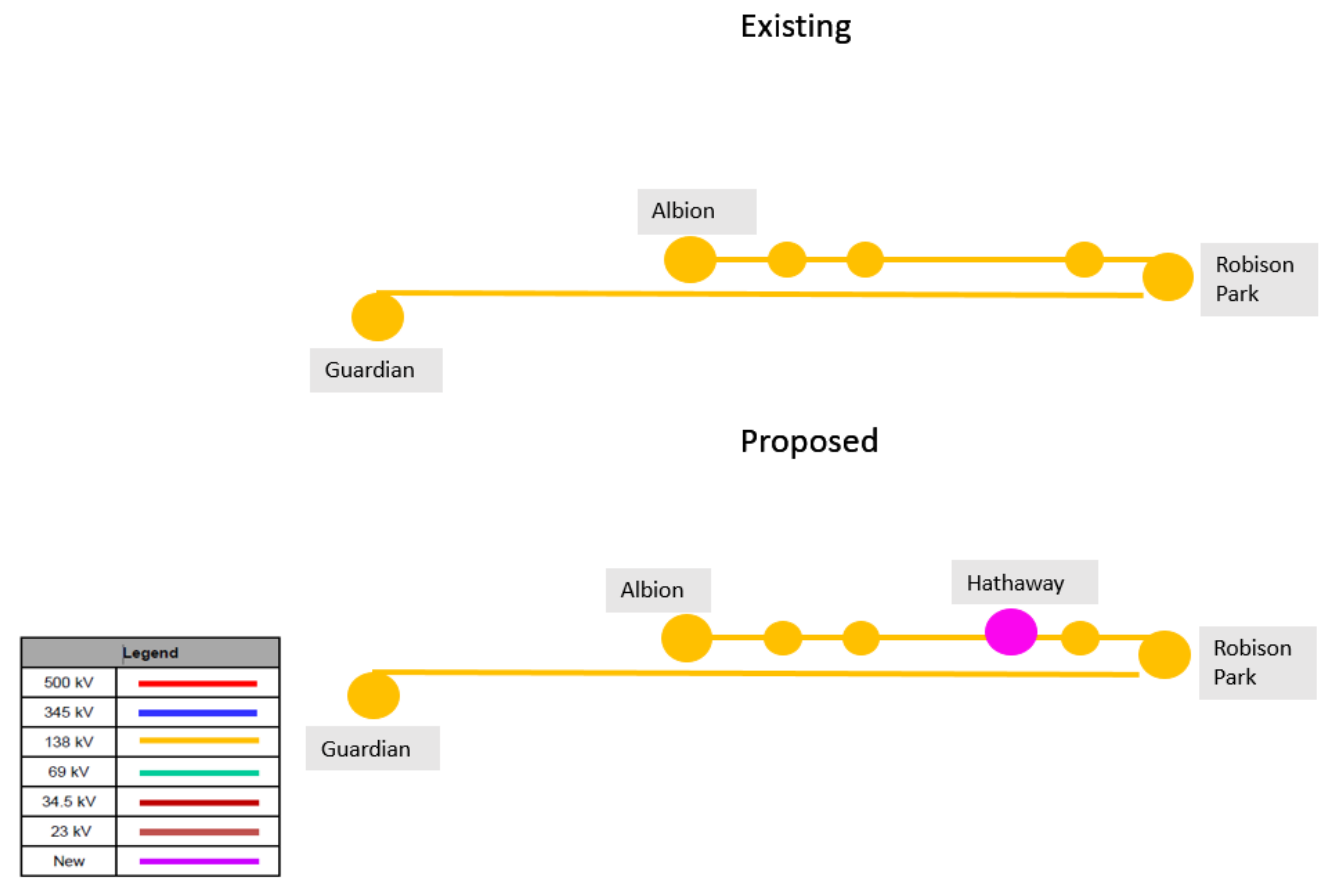 Existing
Albion
Robison
Park
Guardian
Proposed
Hathaway
Albion
Robison
Park
Guardian
Legend
500 kV
345 kV
138 kV
69 kV
34.5 kV
23 kV
New